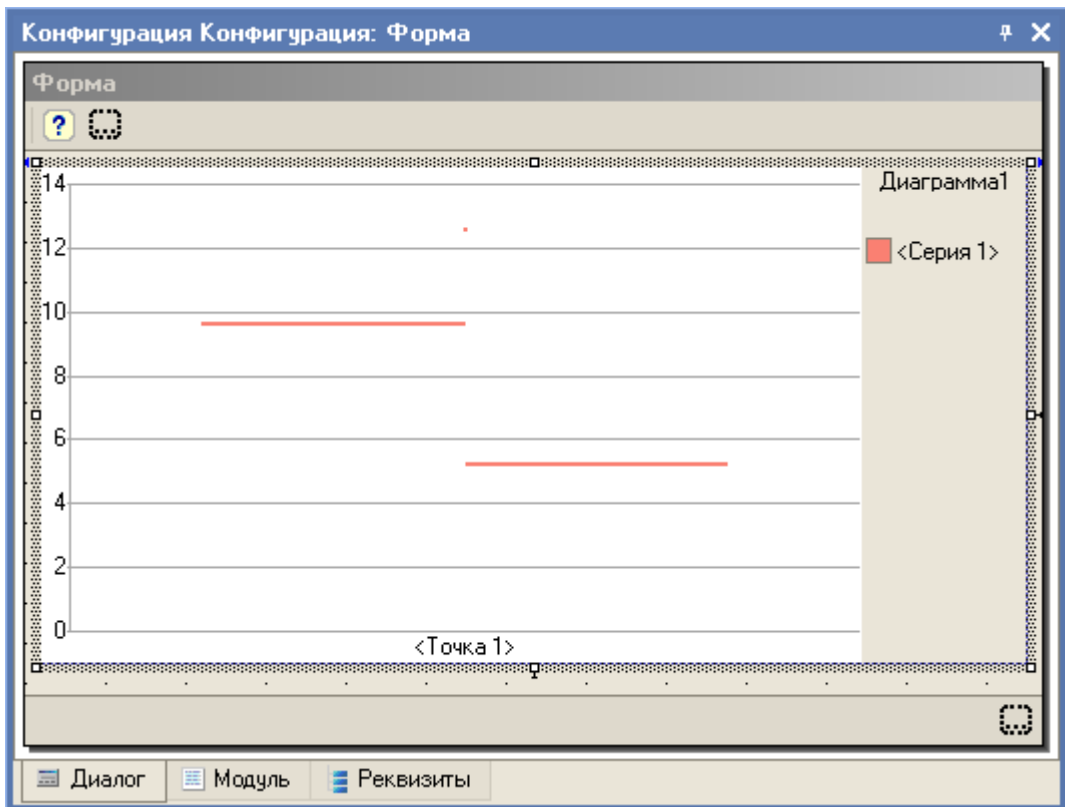 Конфигурация Конфигурация: Форма
Форма
?
14
Диаграмма1
12
<Серия 1>
10
8
6
4
2
0
<Точка 1>
Диалог
Модуль
Реквизиты